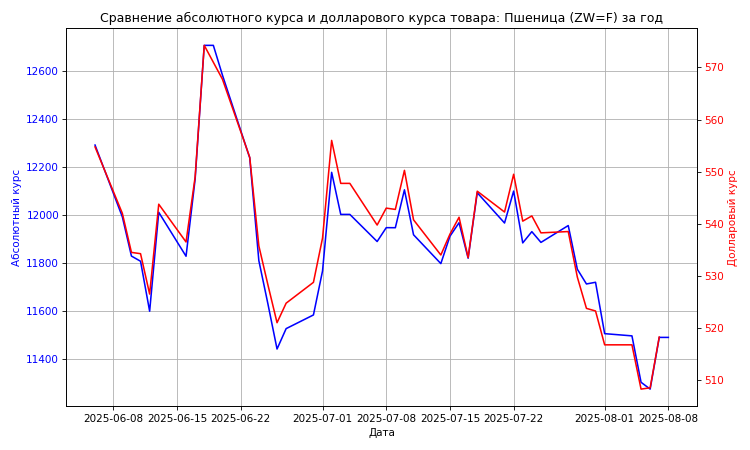 Сравнение абсолютного курса и долларового курса товара: Пшеница (ZW=F) за год
12600
12400
12200
12000
11800
11600
11400
Абсолютный курс
570
560
550
540
530
520
510
Долларовый курс
2025-06-08 2025-06-15 2025-06-22 2025-07-01 2025-07-08 2025-07-15 2025-07-22 2025-08-01 2025-08-08
Дата